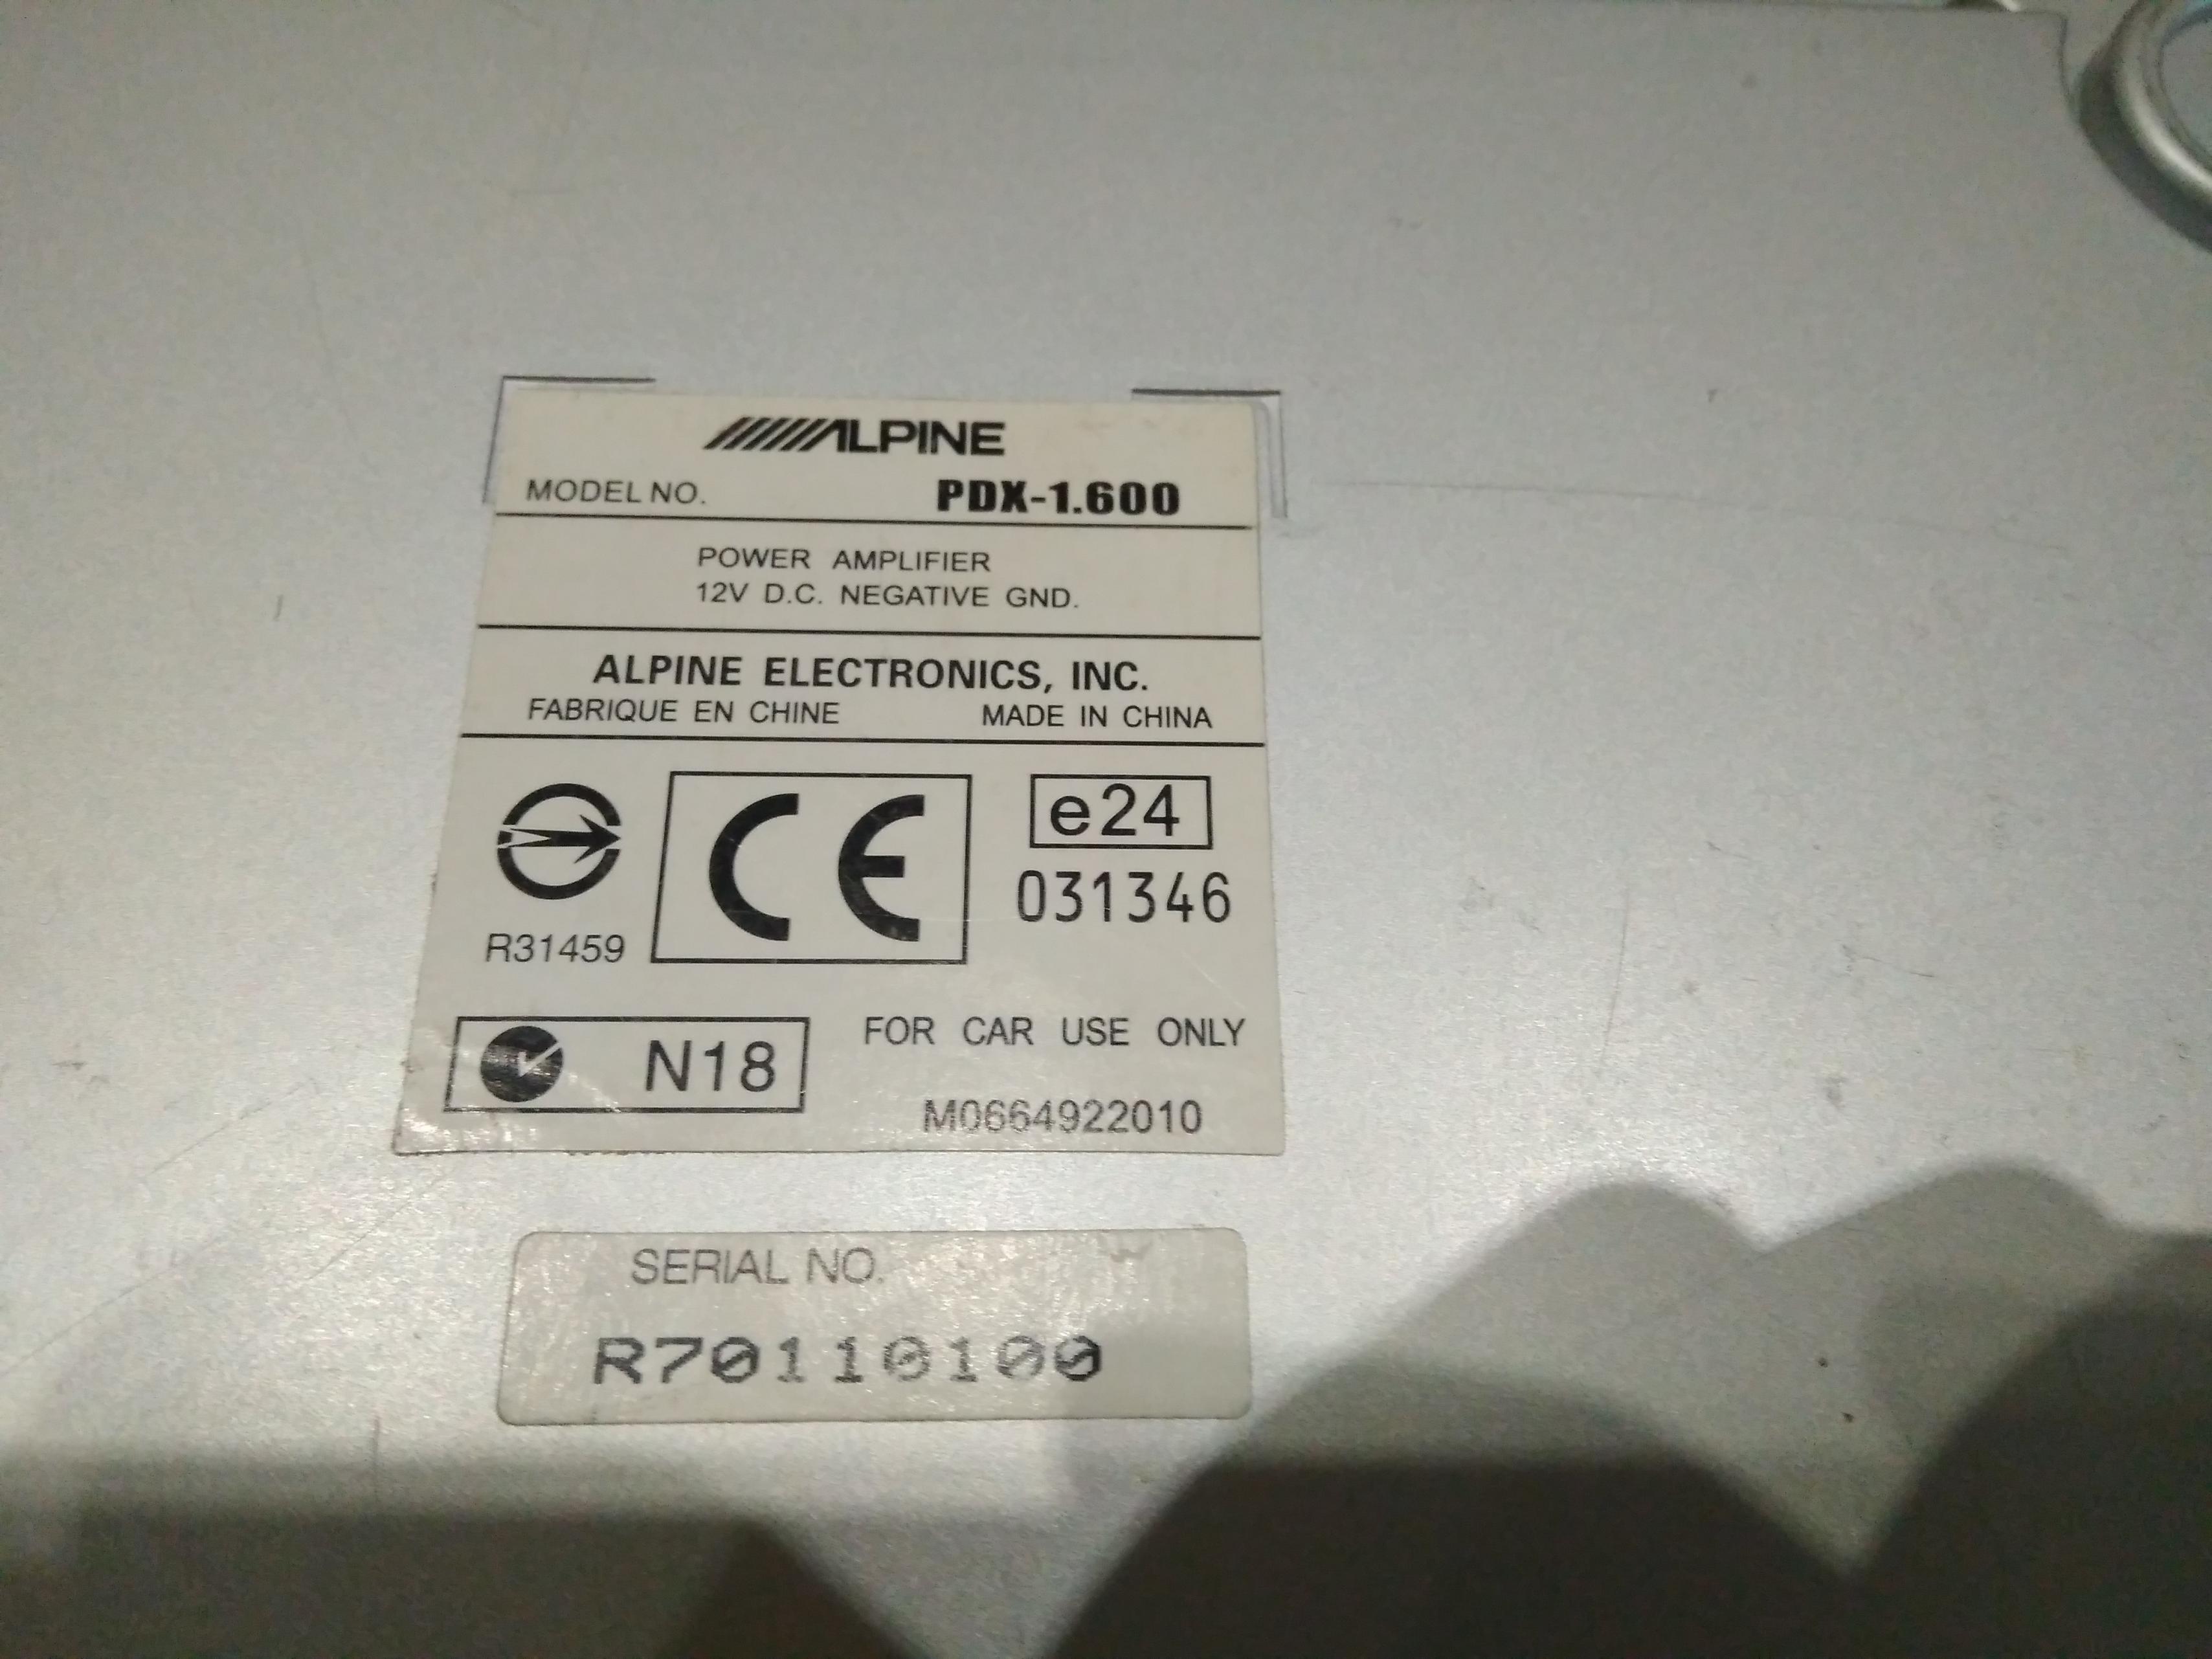 ALPINE
MODEL NO. PDX-1.600
POWER AMPLIFIER
12V D.C. NEGATIVE GND.
ALPINE ELECTRONICS, INC.
FABRIQUE EN CHINE MADE IN CHINA
CE e24
031346
R31459
N18 FOR CAR USE ONLY
M0664922010
SERIAL NO.
R70110100